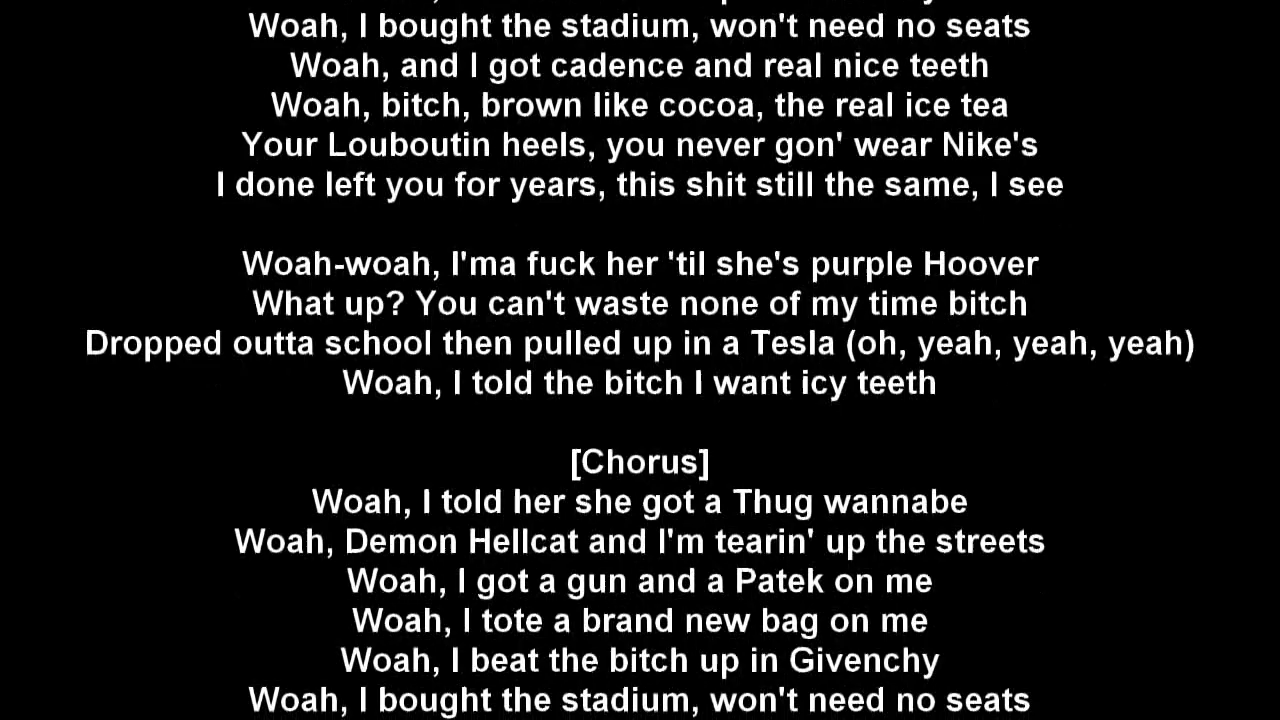 Woah, I bought the stadium, won't need no seats
Woah, and I got cadence and real nice teeth
Woah, bitch, brown like cocoa, the real ice tea
Your Louboutin heels, you never gon' wear Nike's
I done left you for years, this shit still the same, I see
Woah-woah, I'ma fuck her 'til she's purple Hoover
What up? You can't waste none of my time bitch
Dropped outta school then pulled up in a Tesla (oh, yeah, yeah, yeah)
Woah, I told the bitch I want icy teeth
[Chorus]
Woah, I told her she got a Thug wannabe
Woah, Demon Hellcat and I'm tearin' up the streets
Woah, I got a gun and a Patek on me
Woah, I tote a brand new bag on me
Woah, I beat the bitch up in Givenchy
Woah, I bought the stadium, won't need no seats